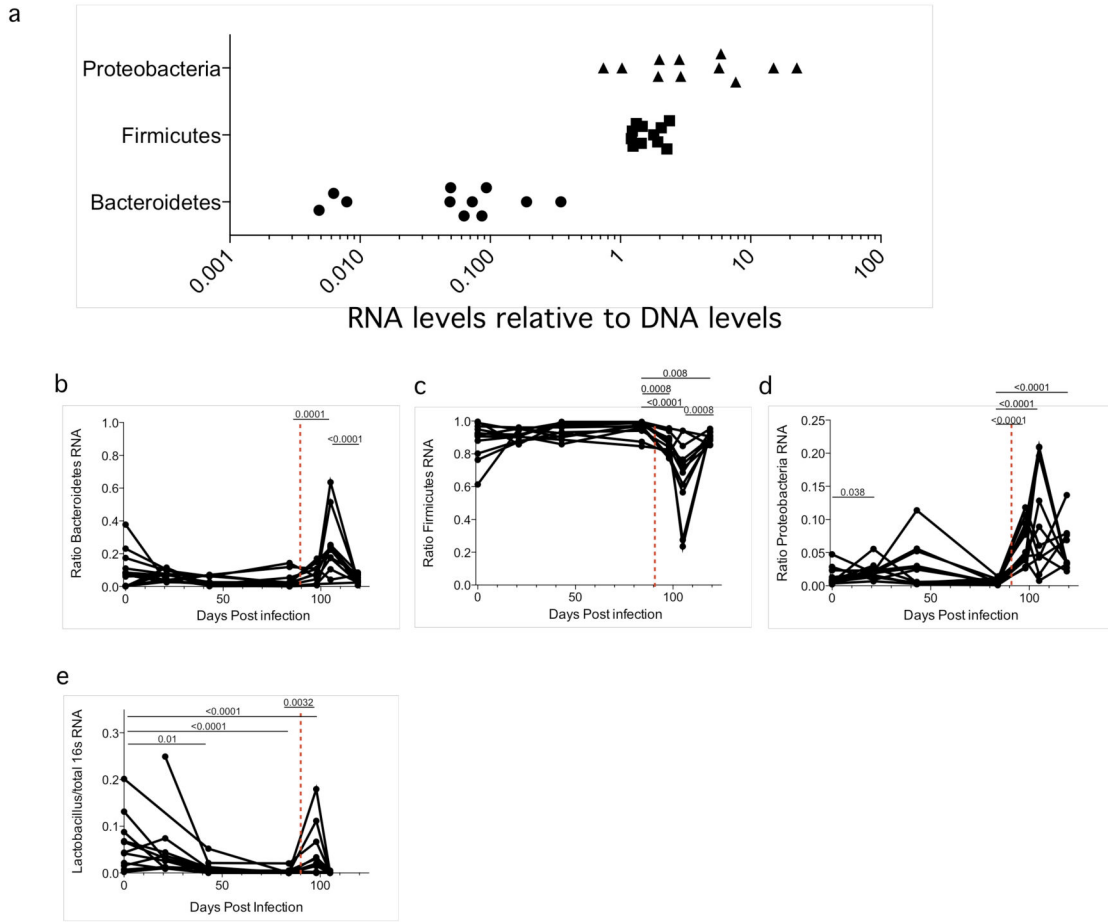 a
Proteobacteria
Firmicutes
Bacteroidetes
0.001 0.010 0.100 1 10 100
RNA levels relative to DNA levels
b
0.0001
<0.0001
Ratio Bacteroidetes RNA
1.0
0.8
0.6
0.4
0.2
0.0
0 50 100
Days Post infection
c
0.008
0.0008
<0.0001
0.0008
Ratio Firmicutes RNA
1.0
0.8
0.6
0.4
0.2
0.0
0 50 100
Days Post infection
d
<0.0001
<0.0001
<0.0001
0.038
Ratio Proteobacteria RNA
0.25
0.20
0.15
0.10
0.05
0.00
0 50 100
Days Post infection
e
0.0032
<0.0001
<0.0001
0.01
Lactobacillus/total 16s RNA
0.3
0.2
0.1
0.0
0 50 100
Days Post Infection